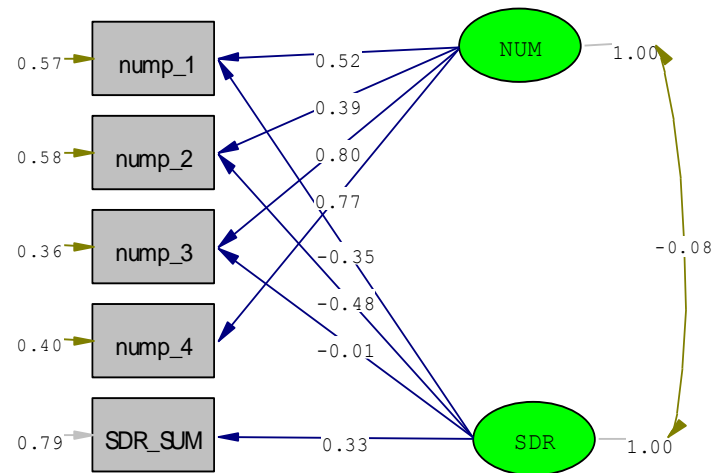 NUM
1.00
0.57
nump_1
0.52
0.39
0.58
nump_2
0.80
0.77
0.36
nump_3
-0.35
-0.08
-0.48
0.40
nump_4
-0.01
0.79
SDR_SUM
0.33
SDR
1.00